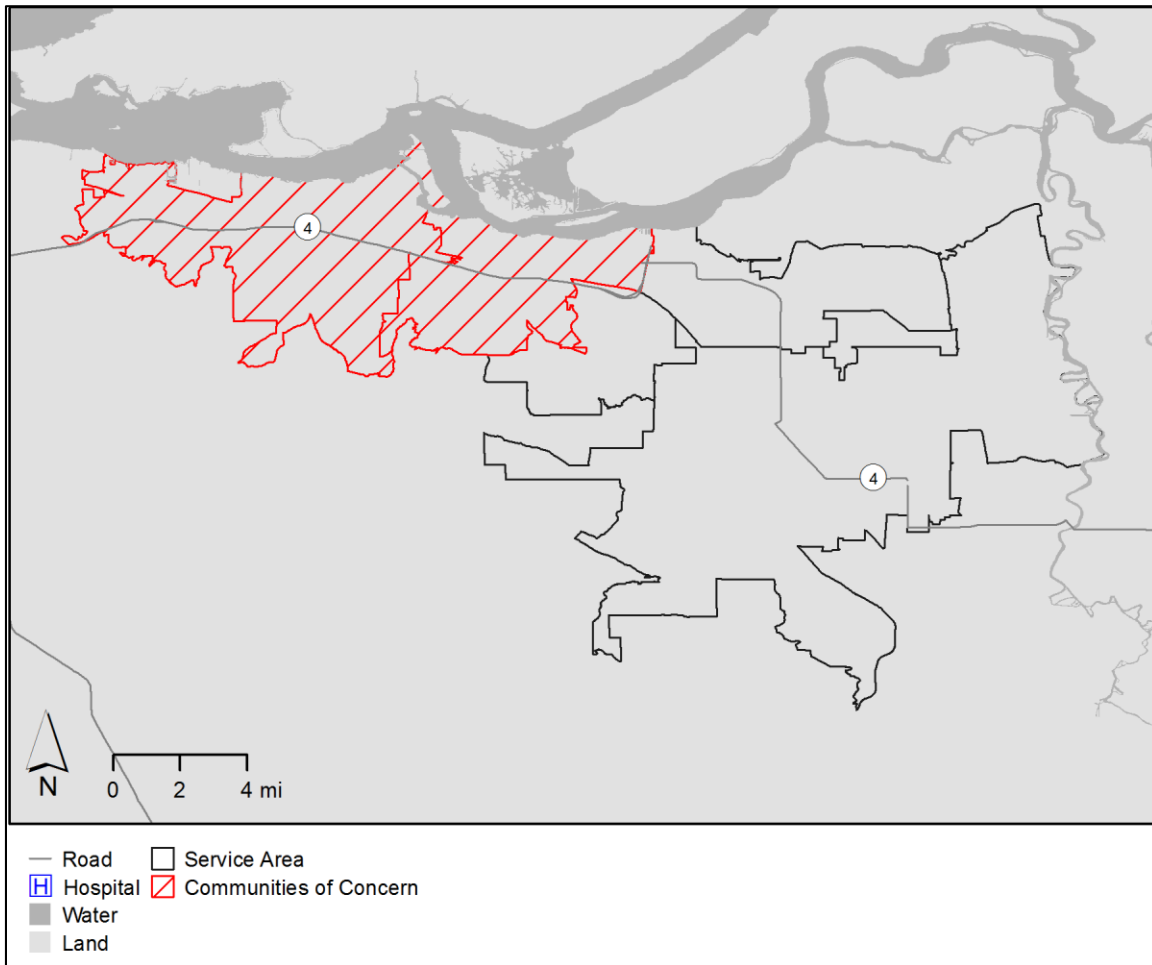 4
4
N
0 2 4 mi
Road Service Area
H Hospital Communities of Concern
Water
Land